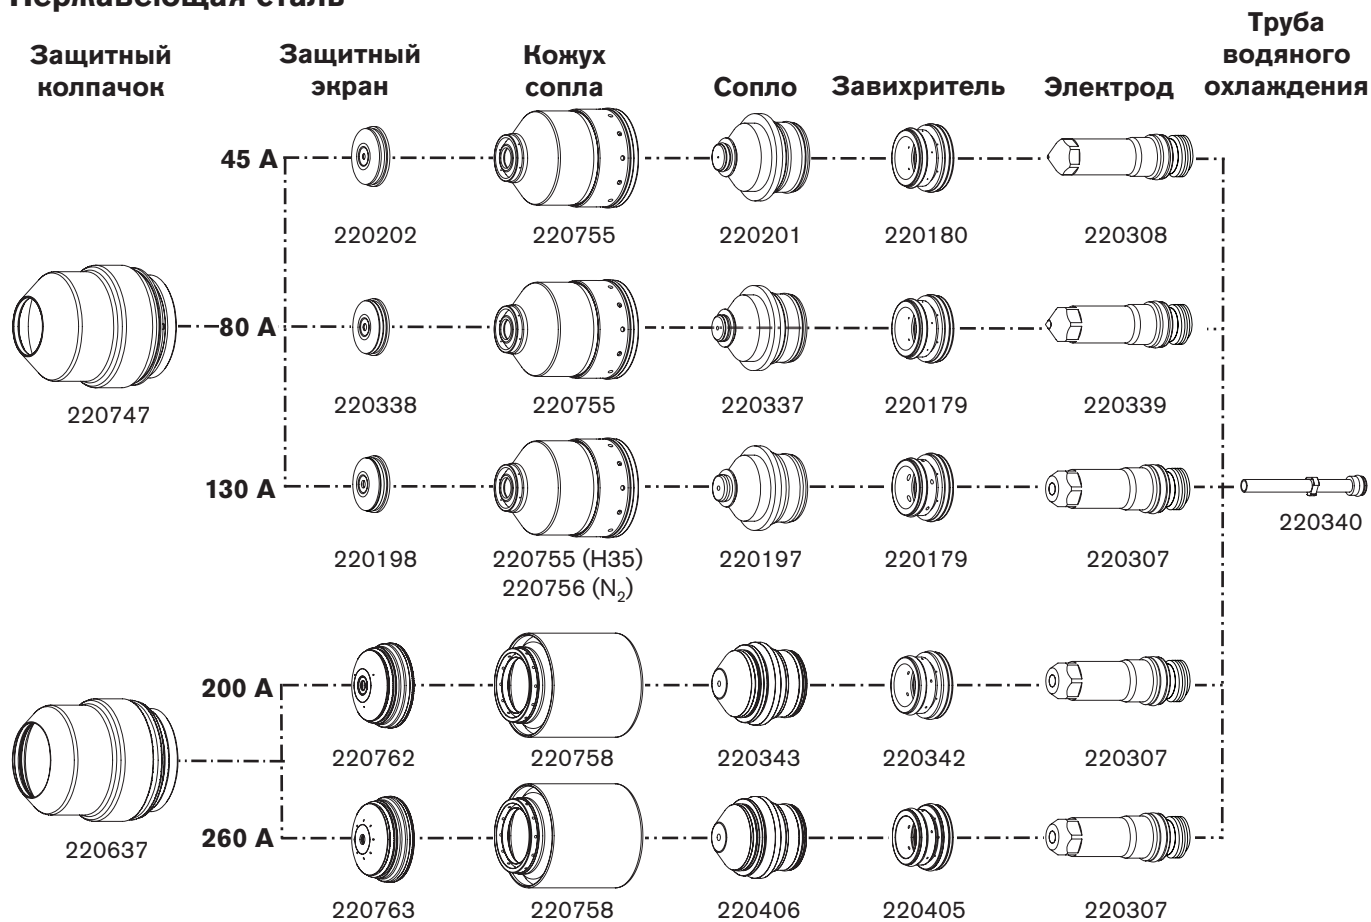 Нержавеющая сталь
Защитный колпачок
Защитный экран
Кожух сопла
Сопло
Завихритель
Электрод
Труба водяного охлаждения
45 A
220202
220755
220201
220180
220308
80 A
220747
220338
220755
220337
220179
220339
130 A
220198
220755 (H35)
220756 (N₂)
220197
220179
220307
220340
200 A
220762
220758
220343
220342
220307
220637
260 A
220763
220758
220406
220405
220307